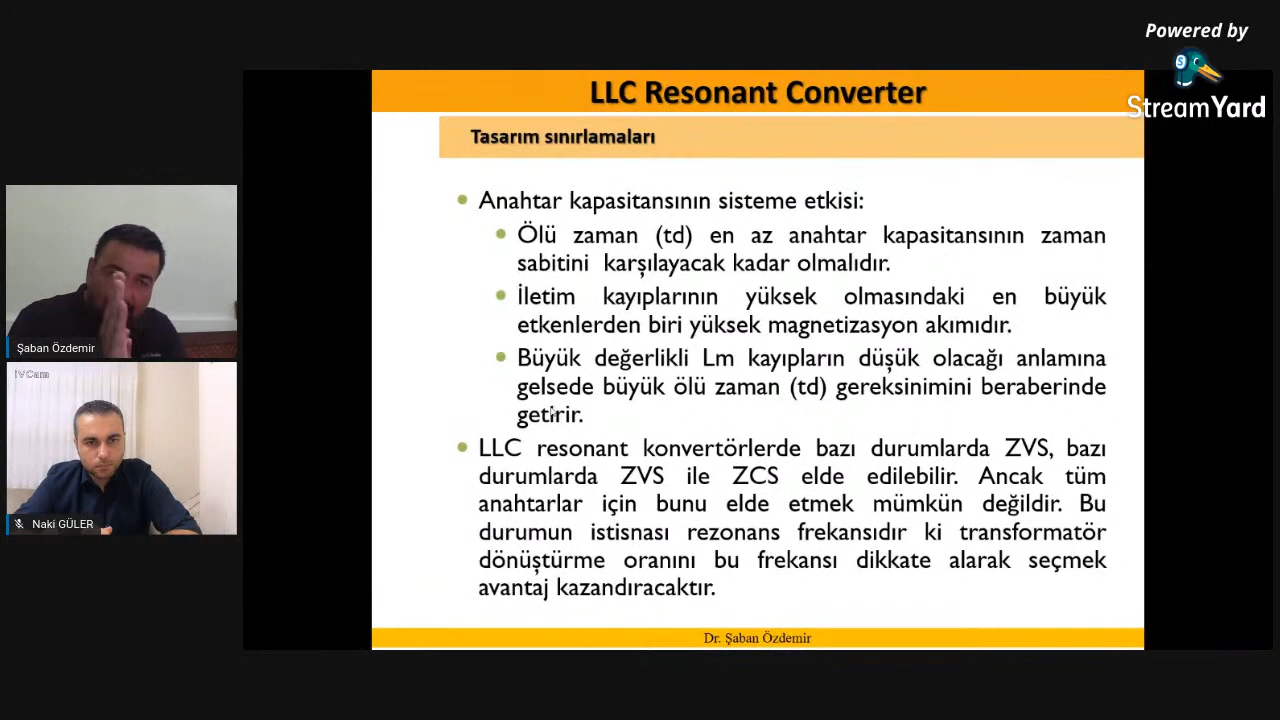 Powered by
StreamYard
LLC Resonant Converter
Tasarım sınırlamaları
Anahtar kapasitansının sisteme etkisi:
Ölü zaman (td) en az anahtar kapasitansının zaman
sabitini karşılayacak kadar olmalıdır.
İletim kayıplarının yüksek olmasındaki en büyük
etkenlerden biri yüksek magnetizasyon akımıdır.
Büyük değerlikli Lm kayıpların düşük olacağı anlamına
gelsede büyük ölü zaman (td) gereksinimini beraberinde
getirir.
LLC resonant konvertörlerde bazı durumlarda ZVS, bazı
durumlarda ZVS ile ZCS elde edilebilir. Ancak tüm
anahtarlar için bunu elde etmek mümkün değildir. Bu
durumun istisnası rezonans frekansıdır ki transformatör
dönüştürme oranını bu frekansı dikkate alarak seçmek
avantaj kazandıracaktır.
Dr. Şaban Özdemir
Şaban Özdemir
iVCam
Naki GÜLER